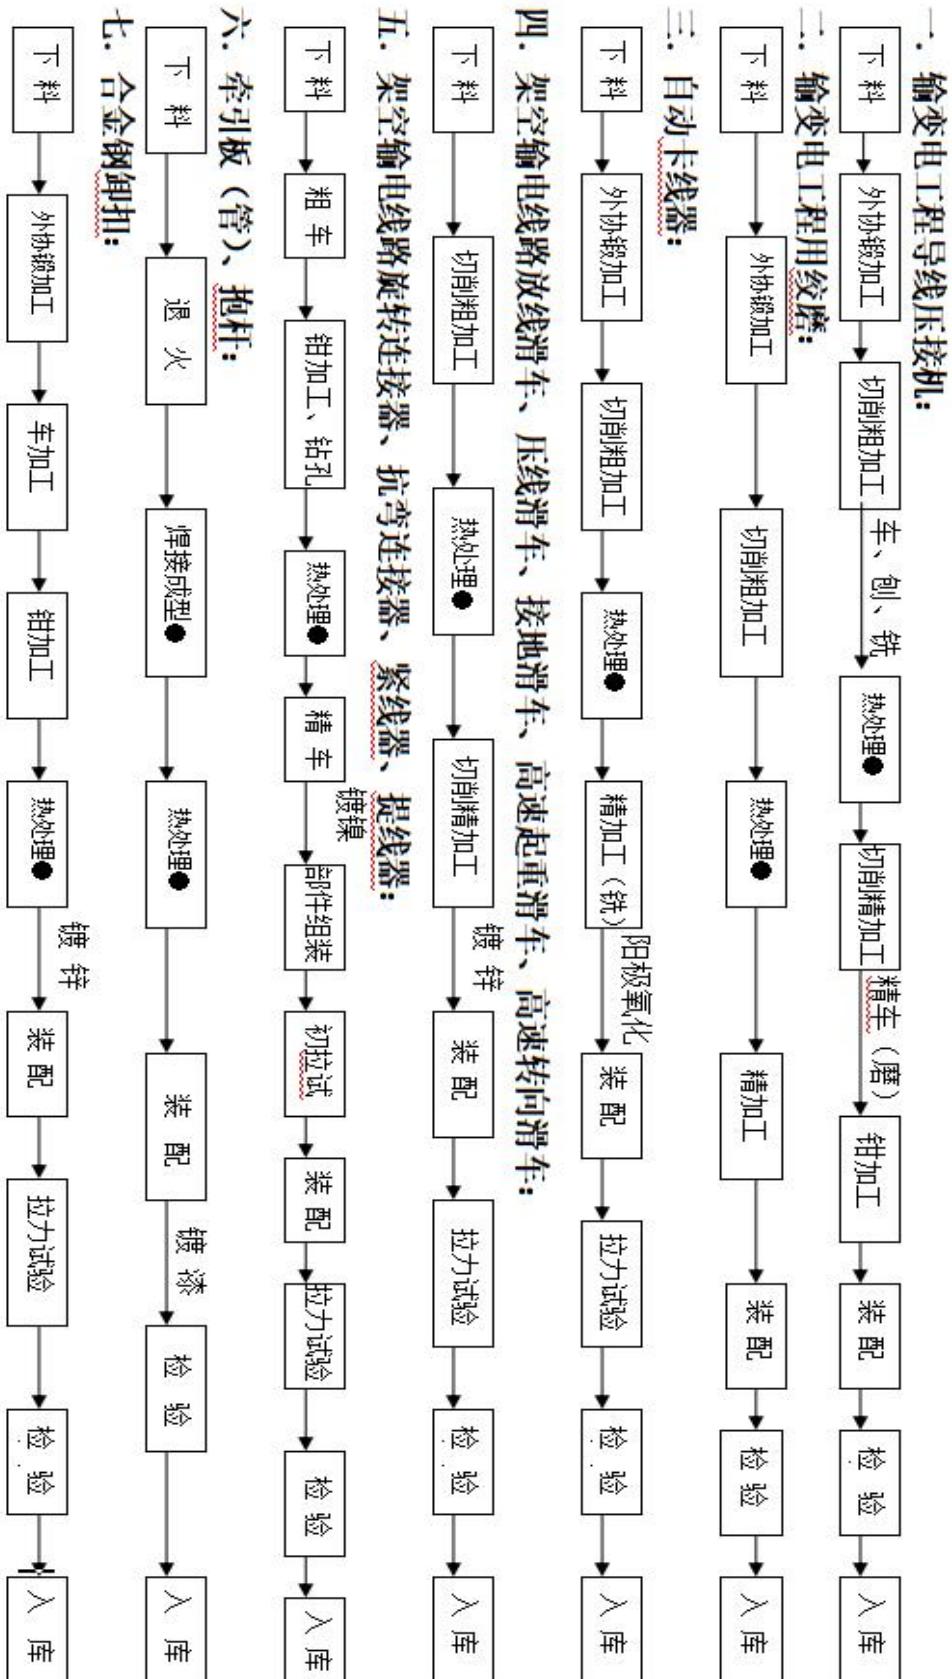 一. 输变电工程导线压接机:
下 料 外协锻加工 切削粗加工 车、刨、铣 热处理● 切削精加工 精车（磨） 钳加工 装 配 检 验 入 库
二. 输变电工程用绞磨:
下 料 外协锻加工 切削粗加工 热处理● 精加工 装 配 检 验 入 库
三. 自动卡线器:
下 料 外协锻加工 切削粗加工 热处理● 精加工（铣） 阳极氧化 装 配 拉力试验 检 验 入 库
四. 架空输电线路放线滑车、压线滑车、接地滑车、高速起重滑车、高速转向滑车:
下 料 切削粗加工 热处理● 切削精加工 镀 锌 装 配 拉力试验 检 验 入 库
五. 架空输电线路旋转连接器、抗弯连接器、紧线器、提线器:
下 料 粗 车 钳加工、钻孔 热处理● 精 车 镀镍 部件组装 初拉试 装 配 拉力试验 检 验 入 库
六. 牵引板（管）、抱杆:
下 料 退 火 焊接成型● 热处理● 装 配 镀 漆 检 验 入 库
七. 合金钢卸扣:
下 料 外协锻加工 车加工 钳加工 热处理● 镀 锌 装 配 拉力试验 检 验 入 库